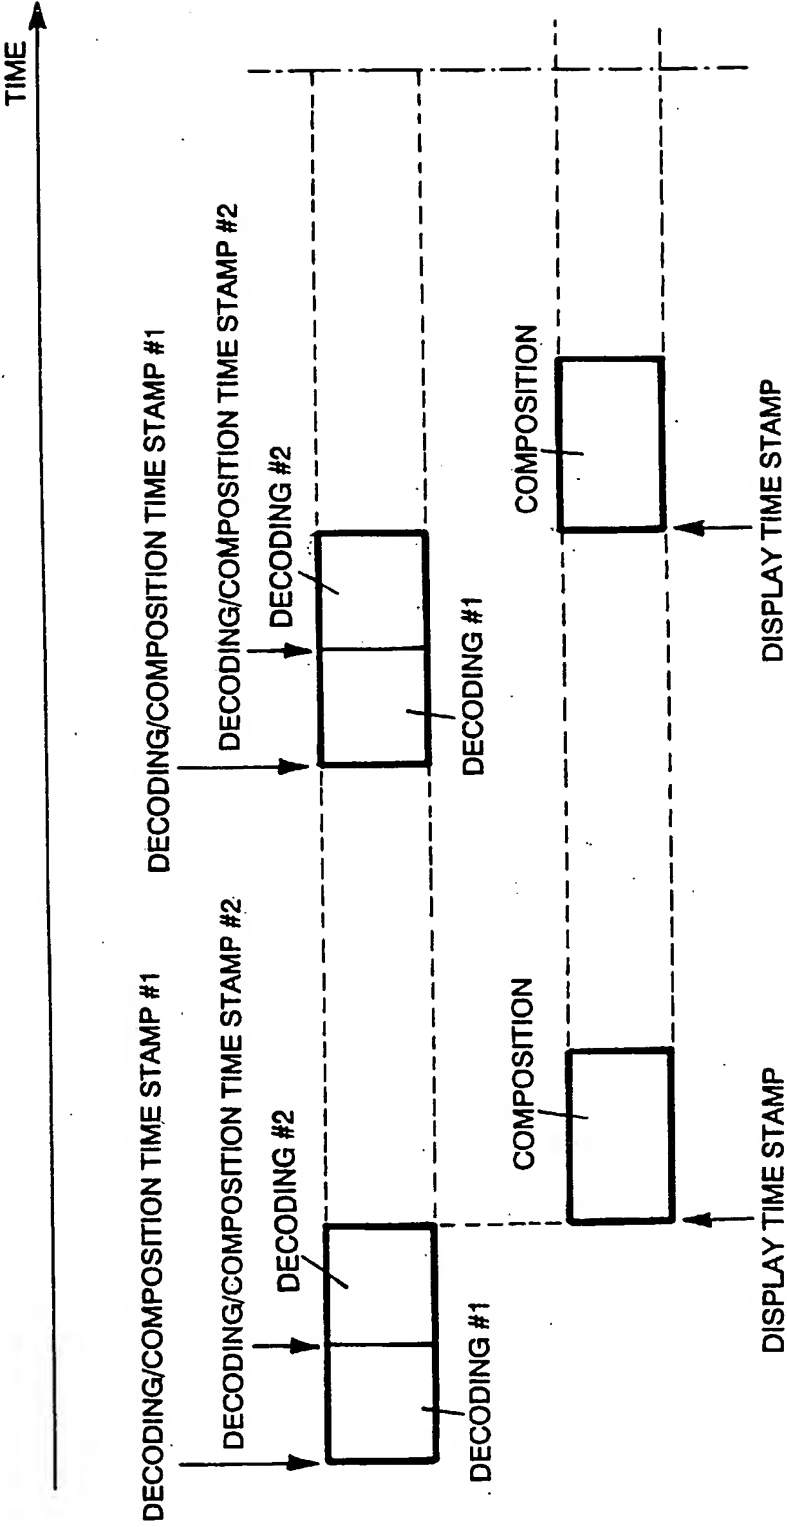 TIME
DECODING/COMPOSITION TIME STAMP #1
DECODING/COMPOSITION TIME STAMP #2
DECODING #2
DECODING #1
COMPOSITION
DISPLAY TIME STAMP
DECODING/COMPOSITION TIME STAMP #1
DECODING/COMPOSITION TIME STAMP #2
DECODING #2
DECODING #1
COMPOSITION
DISPLAY TIME STAMP